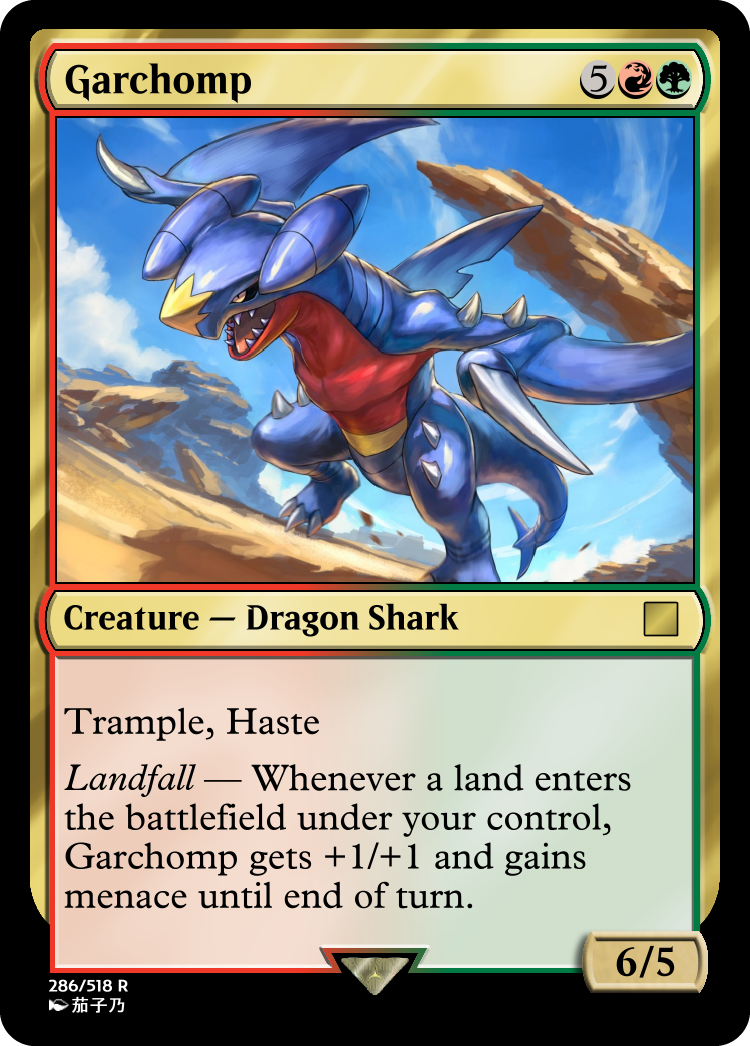 Garchomp 5
Creature — Dragon Shark
Trample, Haste
Landfall — Whenever a land enters
the battlefield under your control,
Garchomp gets +1/+1 and gains
menace until end of turn.
6/5
286/518 R
茄子乃